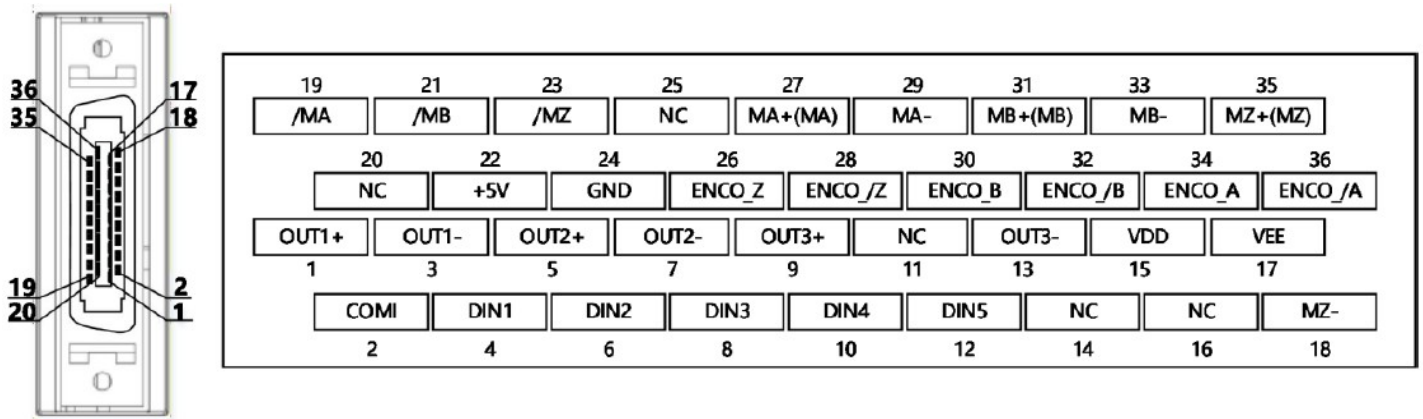 36 17
35 18
19 2
20 1
19 21 23 25 27 29 31 33 35
/MA /MB /MZ NC MA+(MA) MA- MB+(MB) MB- MZ+(MZ)
20 22 24 26 28 30 32 34 36
NC +5V GND ENCO_Z ENCO_/Z ENCO_B ENCO_/B ENCO_A ENCO_/A
OUT1+ OUT1- OUT2+ OUT2- OUT3+ NC OUT3- VDD VEE
1 3 5 7 9 11 13 15 17
COMI DIN1 DIN2 DIN3 DIN4 DIN5 NC NC MZ-
2 4 6 8 10 12 14 16 18